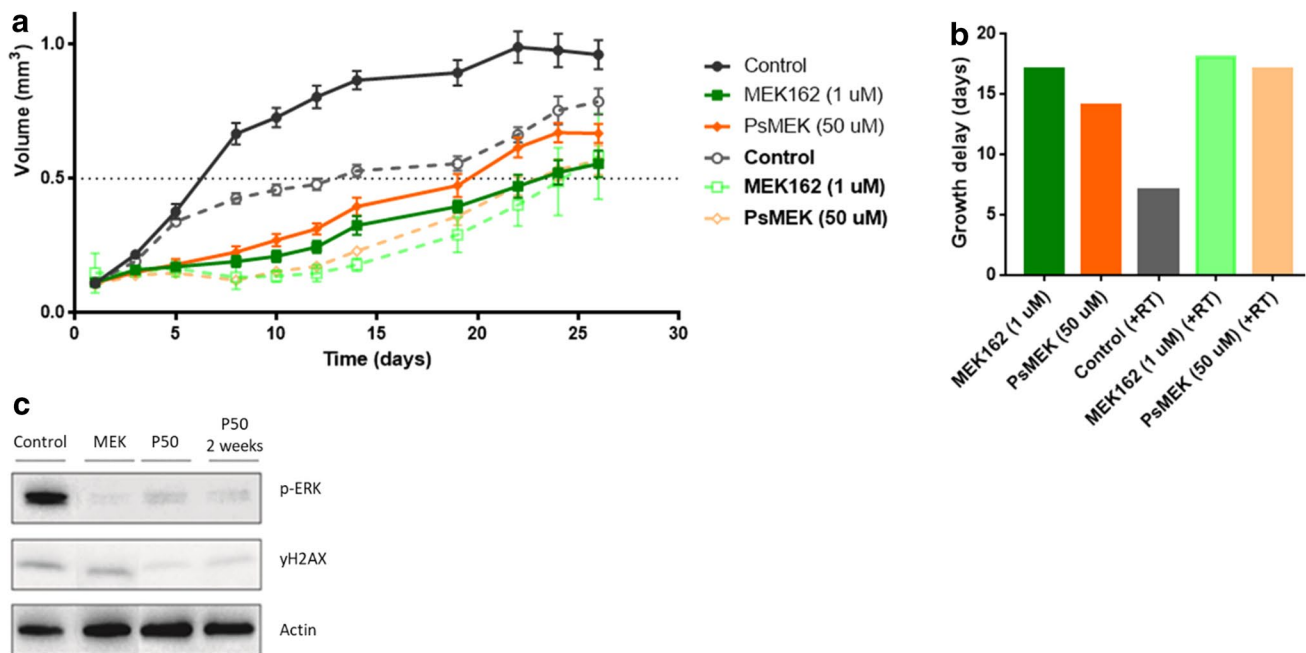 a
Volume (mm³)
1.0
0.5
0.0
0
5
10
15
20
25
30
Time (days)
Control
MEK162 (1 uM)
PsMEK (50 uM)
Control
MEK162 (1 uM)
PsMEK (50 uM)
b
Growth delay (days)
20
15
10
5
0
MEK162 (1 uM)
PsMEK (50 uM)
Control (+RT)
MEK162 (1 uM) (+RT)
PsMEK (50 uM) (+RT)
c
Control
MEK
P50
P50
2 weeks
p-ERK
yH2AX
Actin